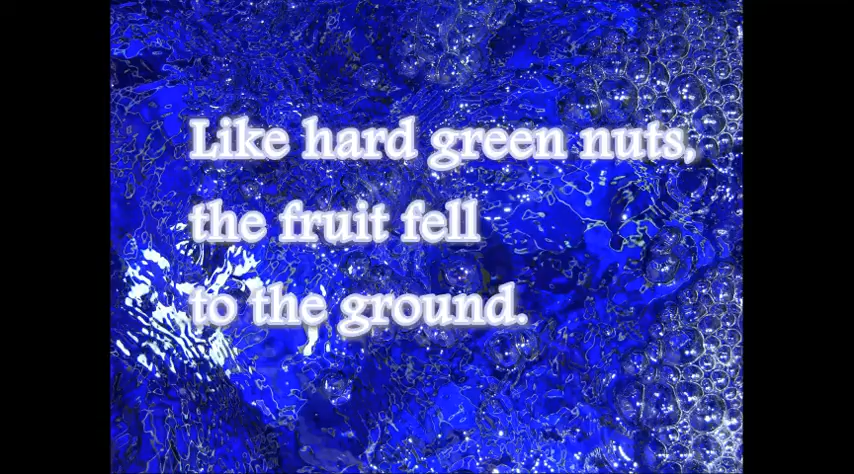 Like hard green nuts,
the fruit fell
to the ground.